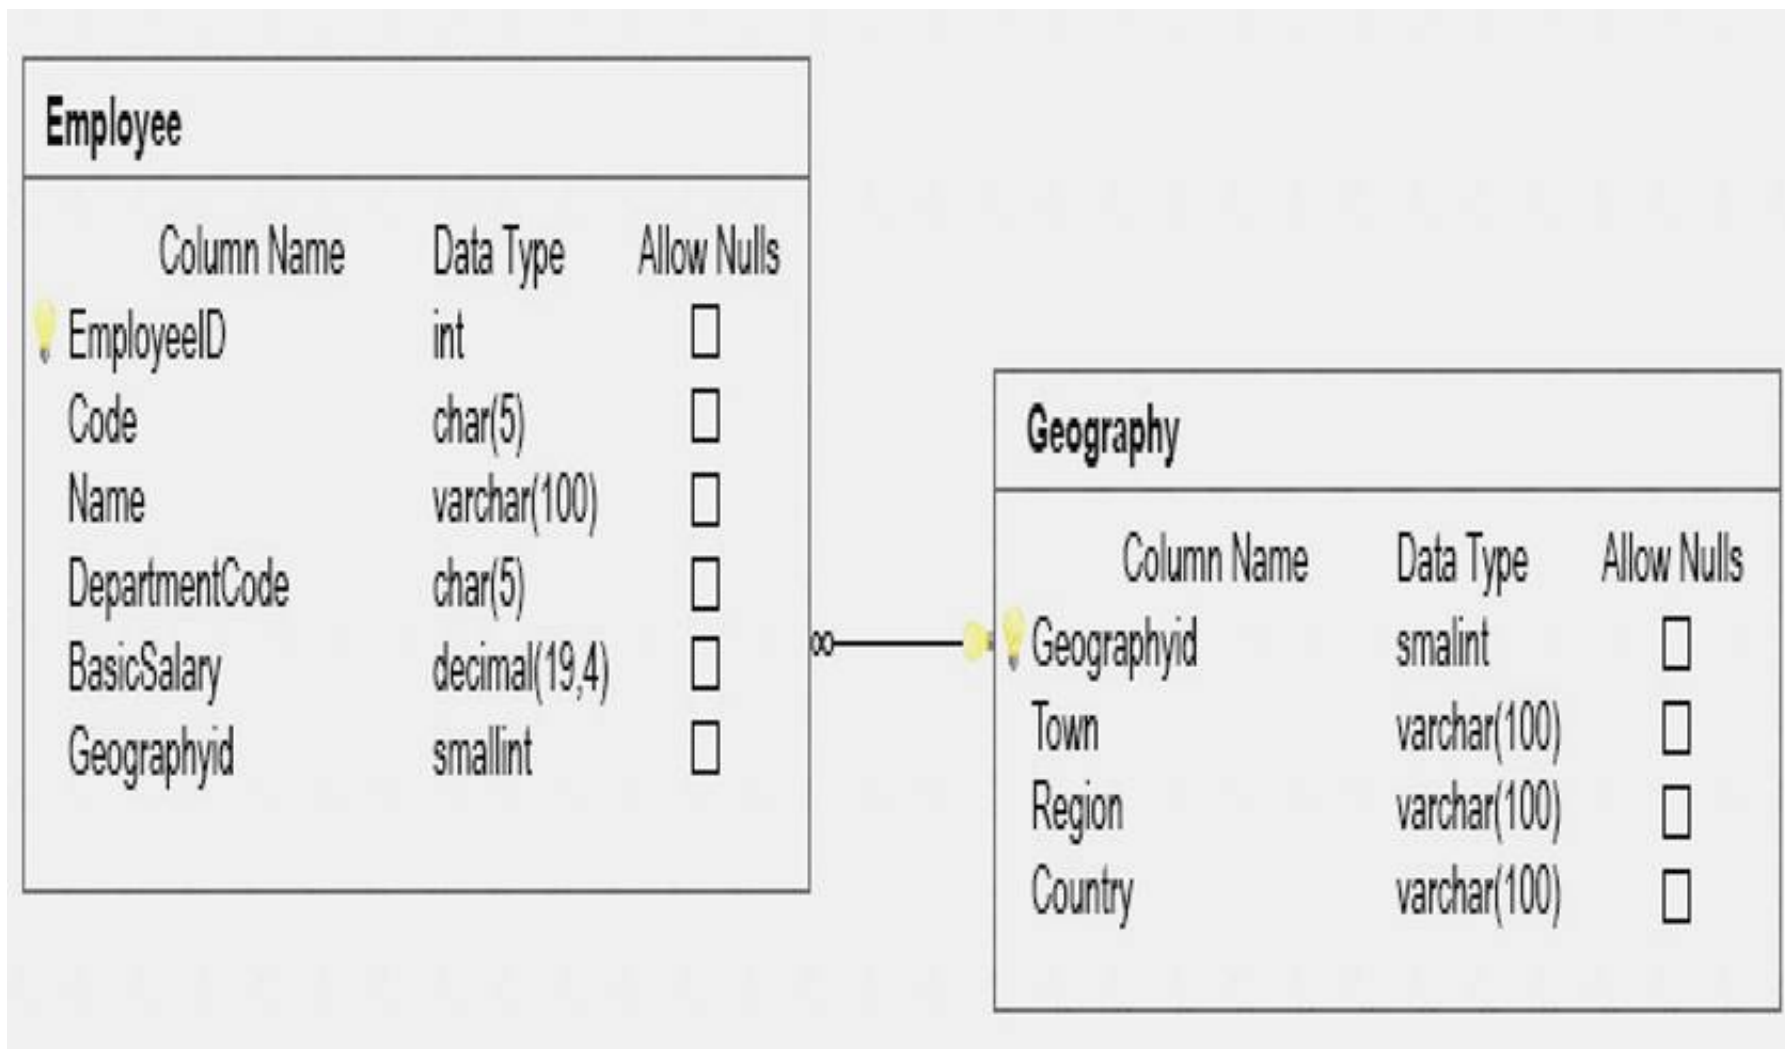 Employee
Column Name Data Type Allow Nulls
EmployeeID int
Code char(5)
Name varchar(100)
DepartmentCode char(5)
BasicSalary decimal(19,4)
Geographyid smallint
Geography
Column Name Data Type Allow Nulls
Geographyid smalint
Town varchar(100)
Region varchar(100)
Country varchar(100)